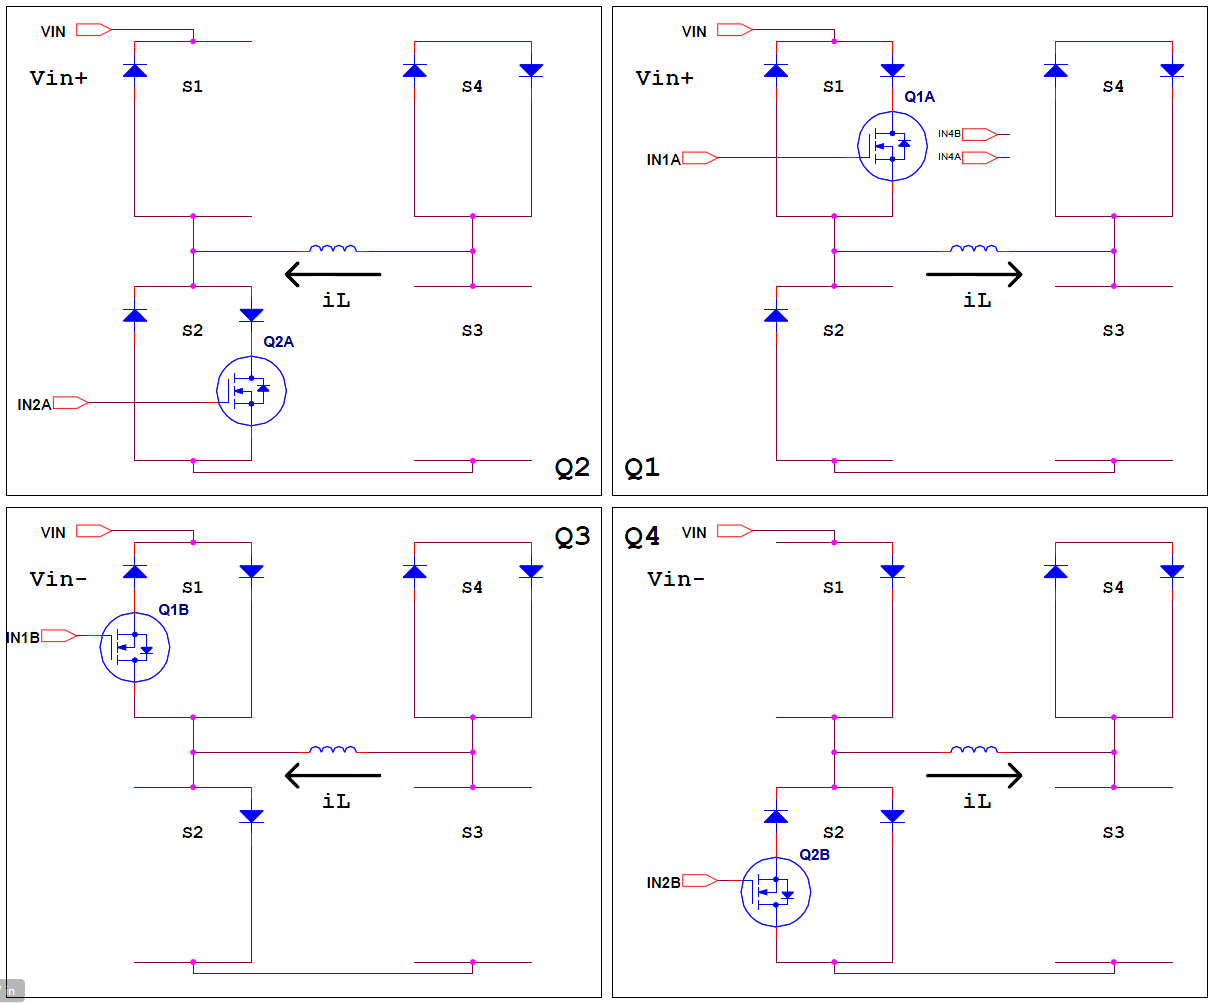 VIN
Vin+
S1
S4
iL
S2
Q2A
S3
IN2A
Q2
VIN
Vin+
S1
Q1A
S4
IN4B
IN1A
IN4A
iL
S2
S3
Q1
VIN
Q3
Vin-
S1
S4
Q1B
IN1B
iL
S2
S3
Q4
VIN
Vin-
S1
S4
iL
S2
S3
Q2B
IN2B